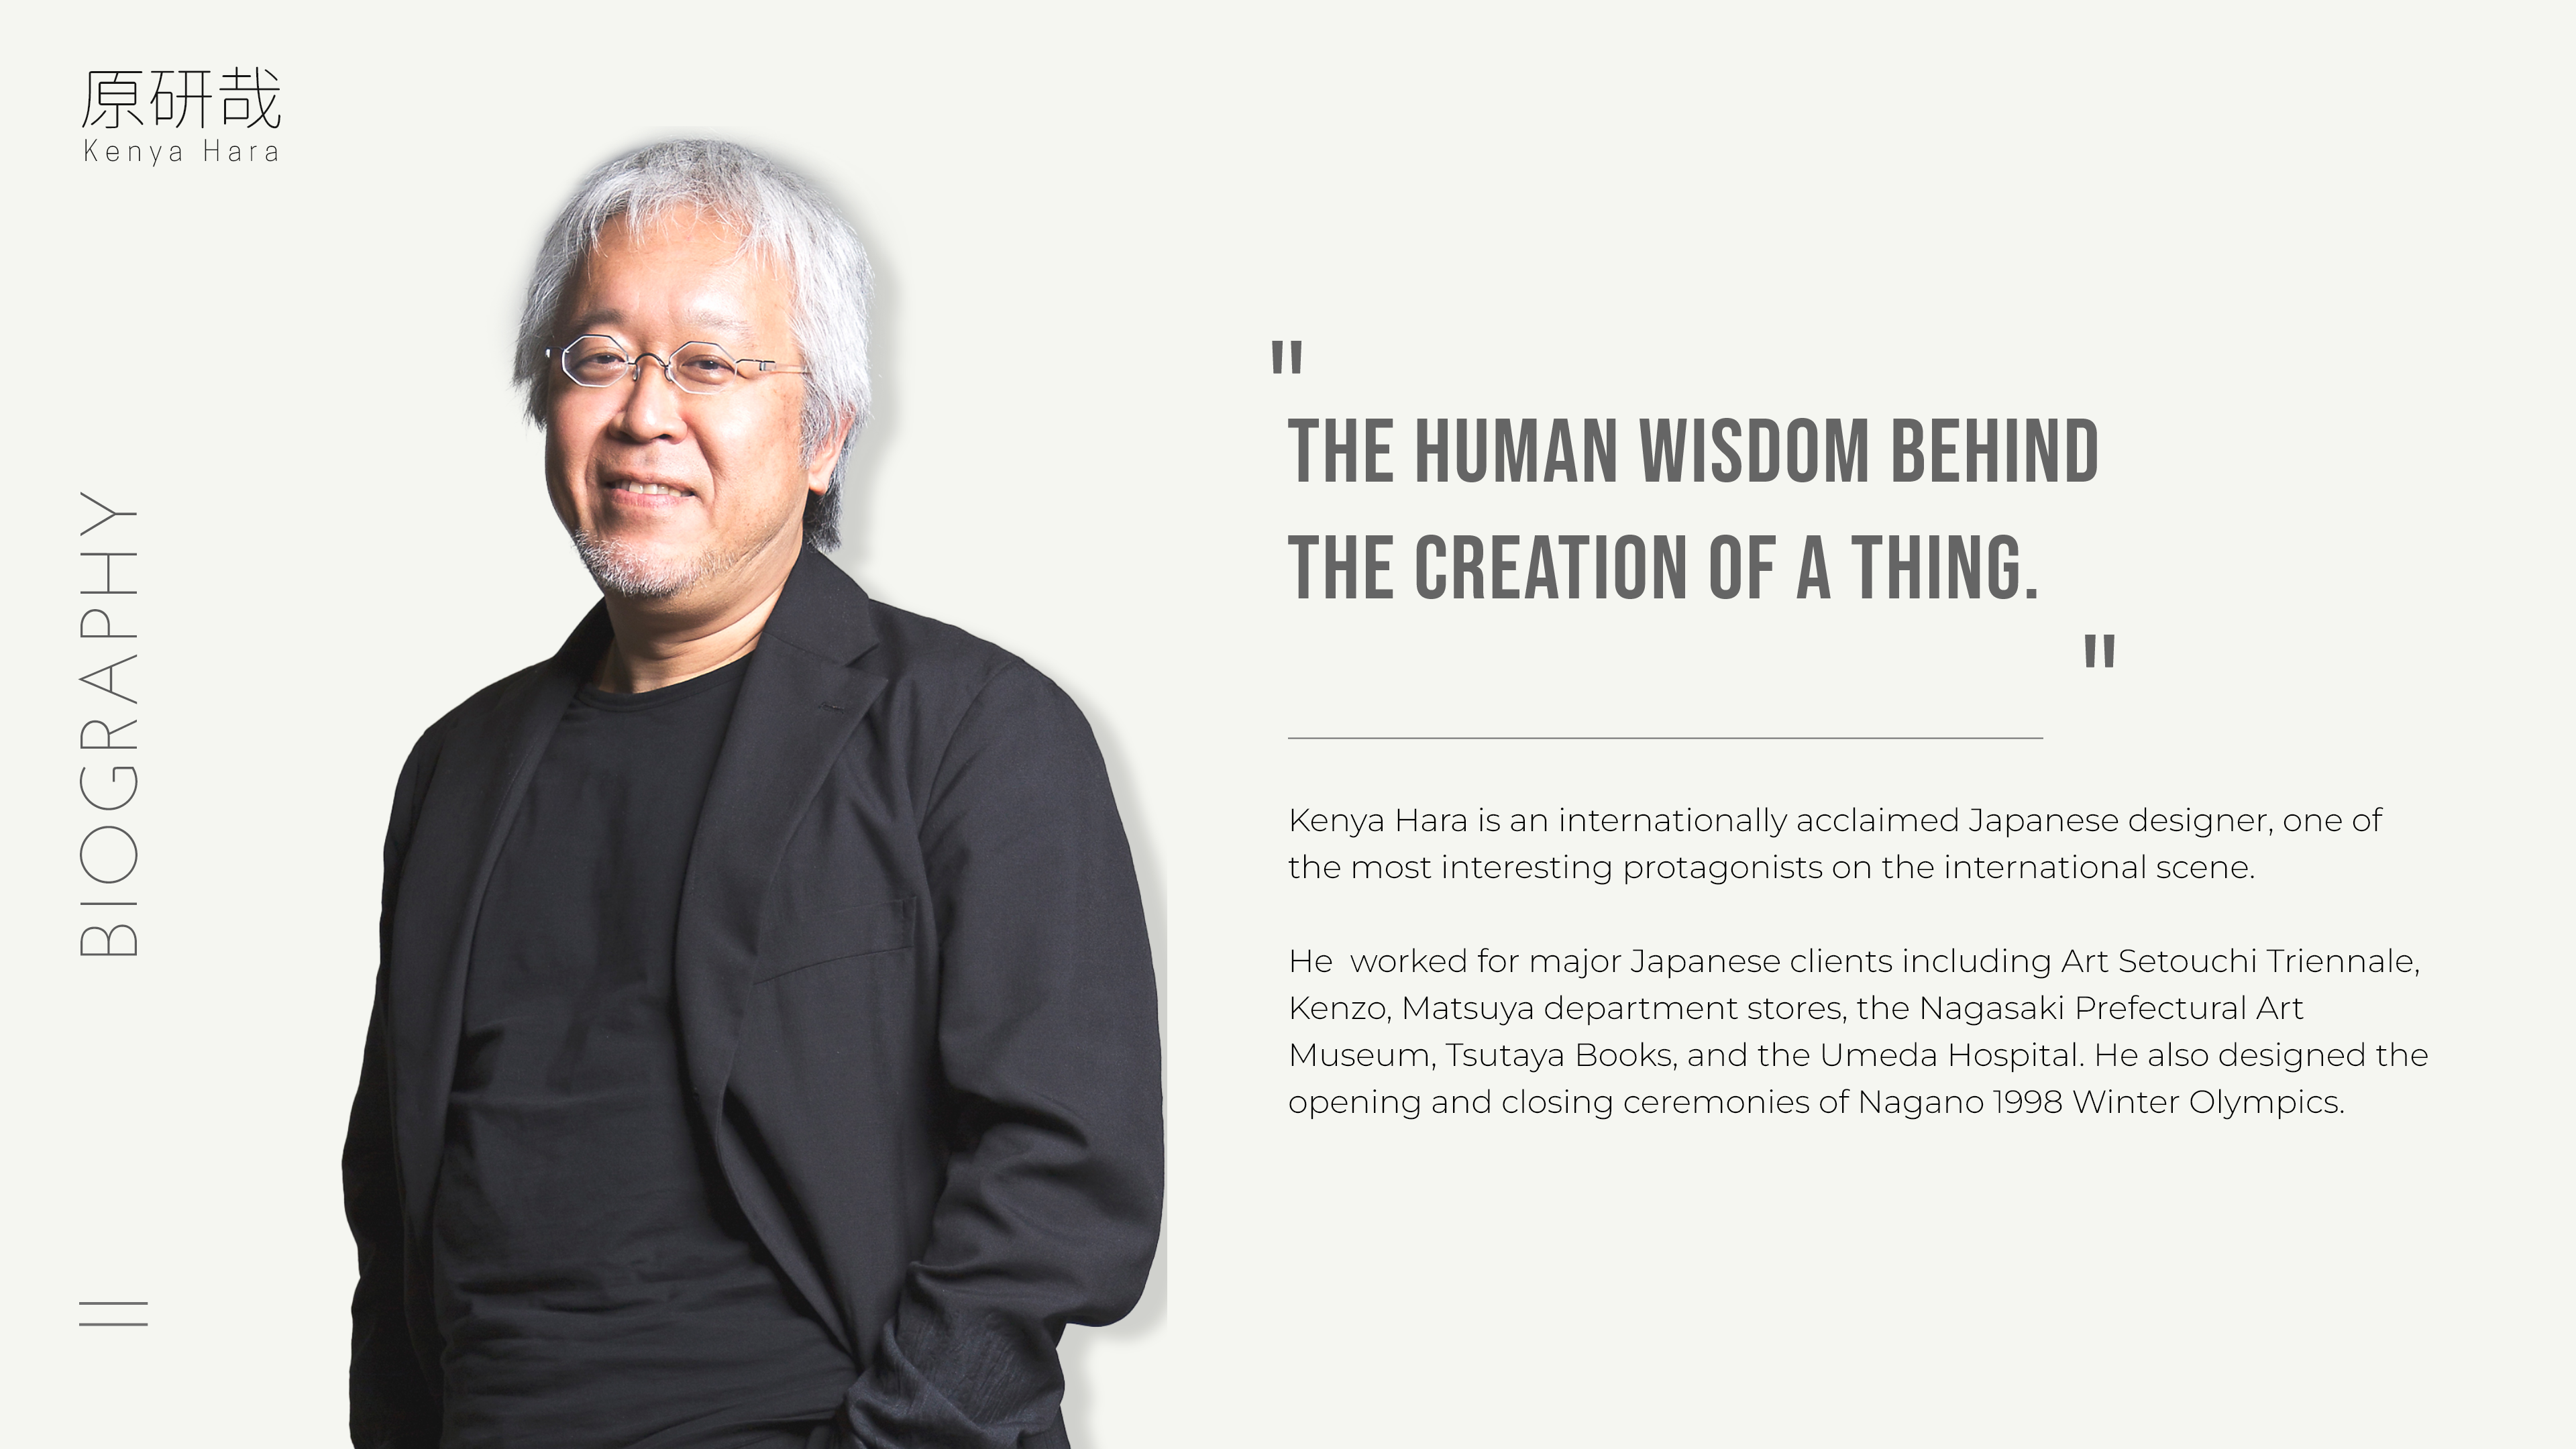 原研哉
Kenya Hara
BIOGRAPHY
"
THE HUMAN WISDOM BEHIND
THE CREATION OF A THING.
"
Kenya Hara is an internationally acclaimed Japanese designer, one of
the most interesting protagonists on the international scene.
He  worked for major Japanese clients including Art Setouchi Triennale,
Kenzo, Matsuya department stores, the Nagasaki Prefectural Art
Museum, Tsutaya Books, and the Umeda Hospital. He also designed the
opening and closing ceremonies of Nagano 1998 Winter Olympics.